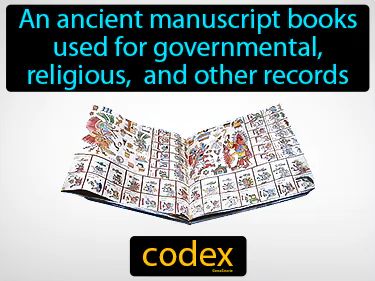 An ancient manuscript books
used for governmental,
religious, and other records
codex